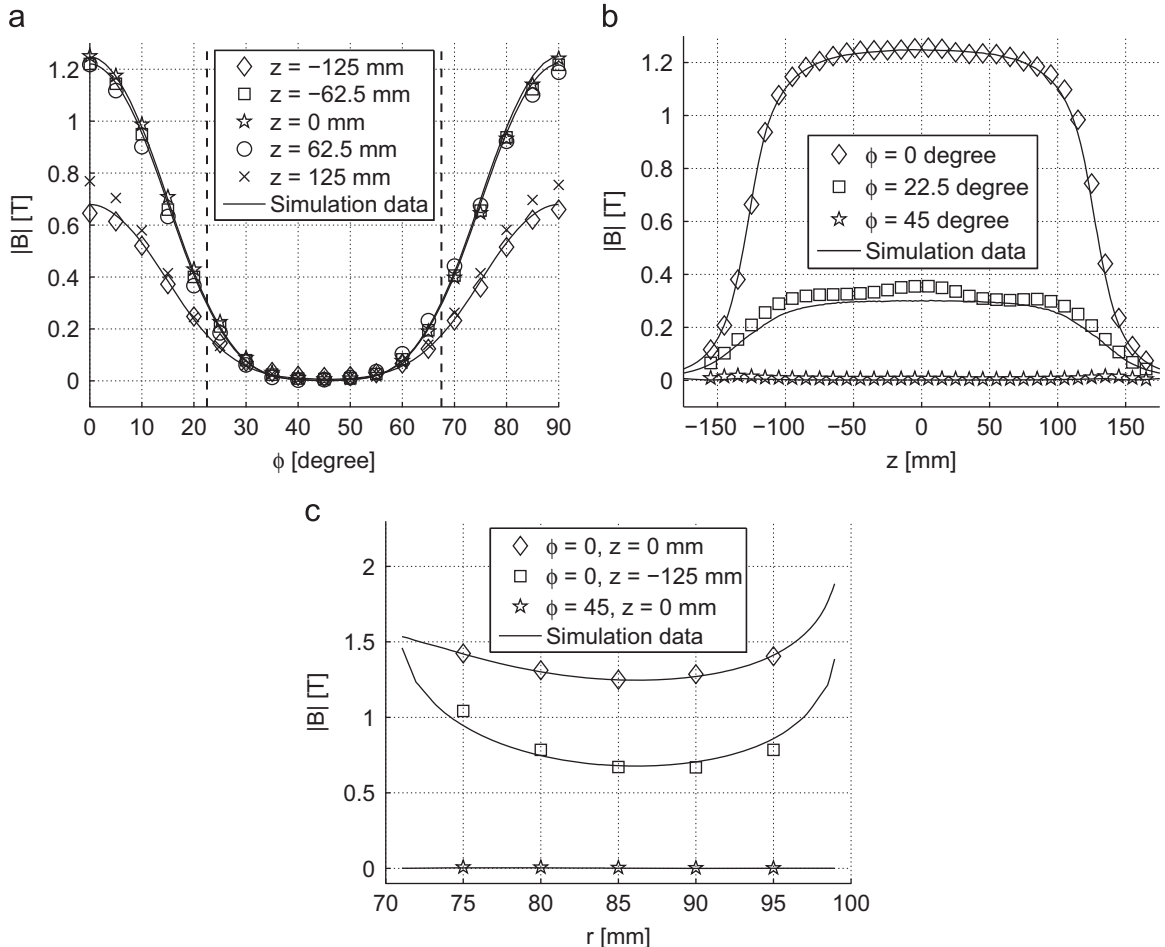 a
|B| [T]
1.2
1
0.8
0.6
0.4
0.2
0
0 10 20 30 40 50 60 70 80 90
ϕ [degree]
z = −125 mm
z = −62.5 mm
z = 0 mm
z = 62.5 mm
z = 125 mm
Simulation data
b
|B| [T]
1.2
1
0.8
0.6
0.4
0.2
0
−150 −100 −50 0 50 100 150
z [mm]
ϕ = 0 degree
ϕ = 22.5 degree
ϕ = 45 degree
Simulation data
c
|B| [T]
2
1.5
1
0.5
0
70 75 80 85 90 95 100
r [mm]
ϕ = 0, z = 0 mm
ϕ = 0, z = −125 mm
ϕ = 45, z = 0 mm
Simulation data